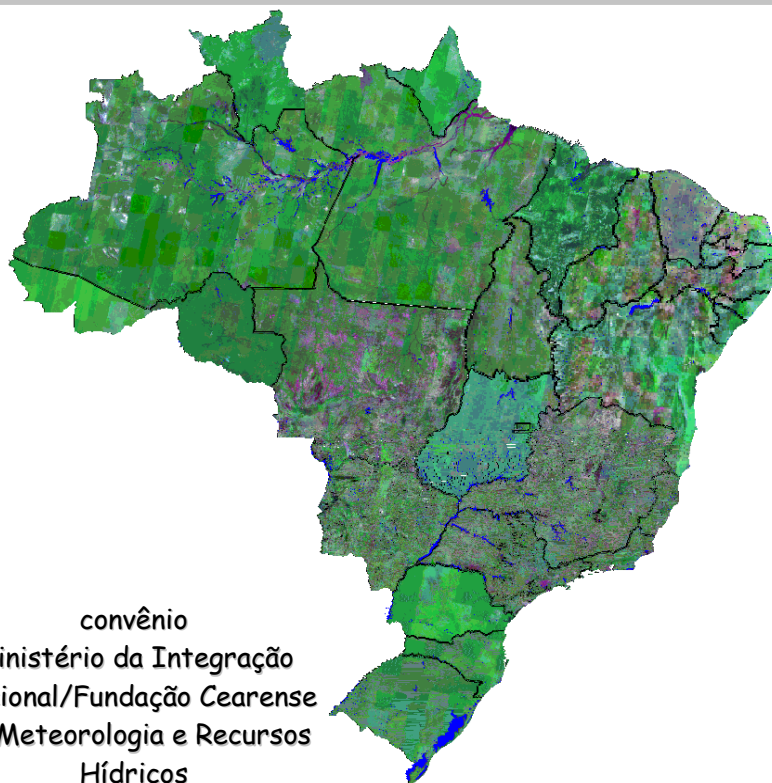 convênio
inistério da Integração
ional/Fundação Cearense
Meteorologia e Recursos
Hídricos